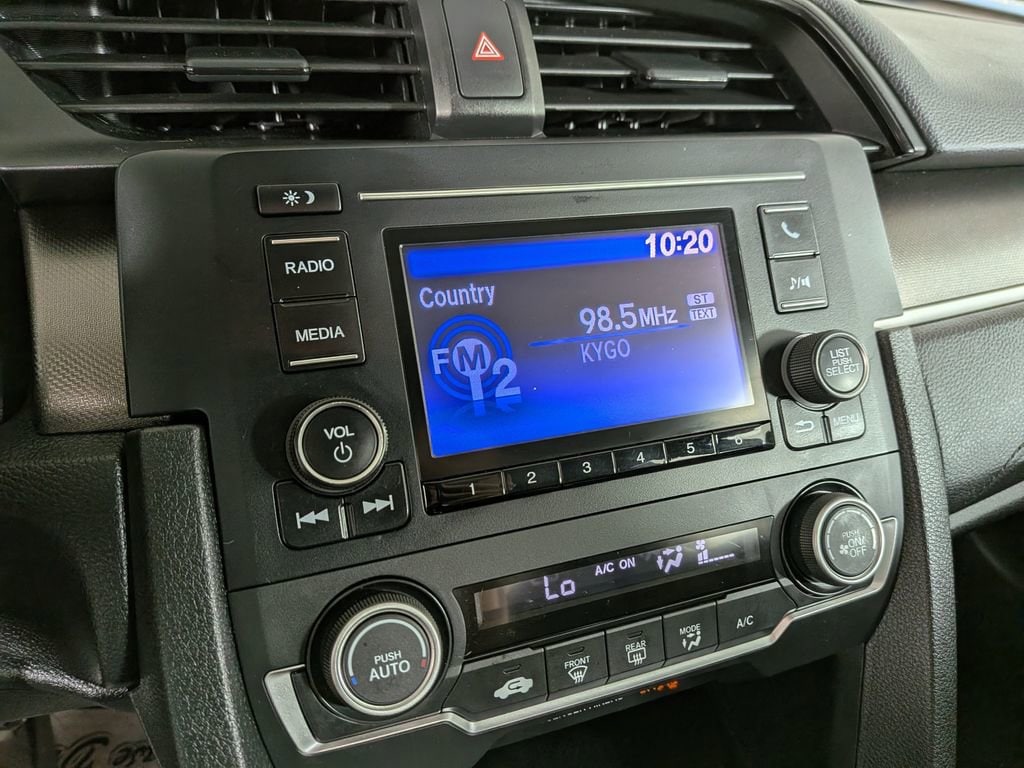 10:20
RADIO
Country
98.5MHz
ST
TEXT
KYGO
MEDIA
FM
2
LIST
PUSH
SELECT
VOL
MENU
1 2 3 4 5 6
Lo
A/C ON
PUSH
ON/
OFF
PUSH
AUTO
FRONT
REAR
MODE
A/C